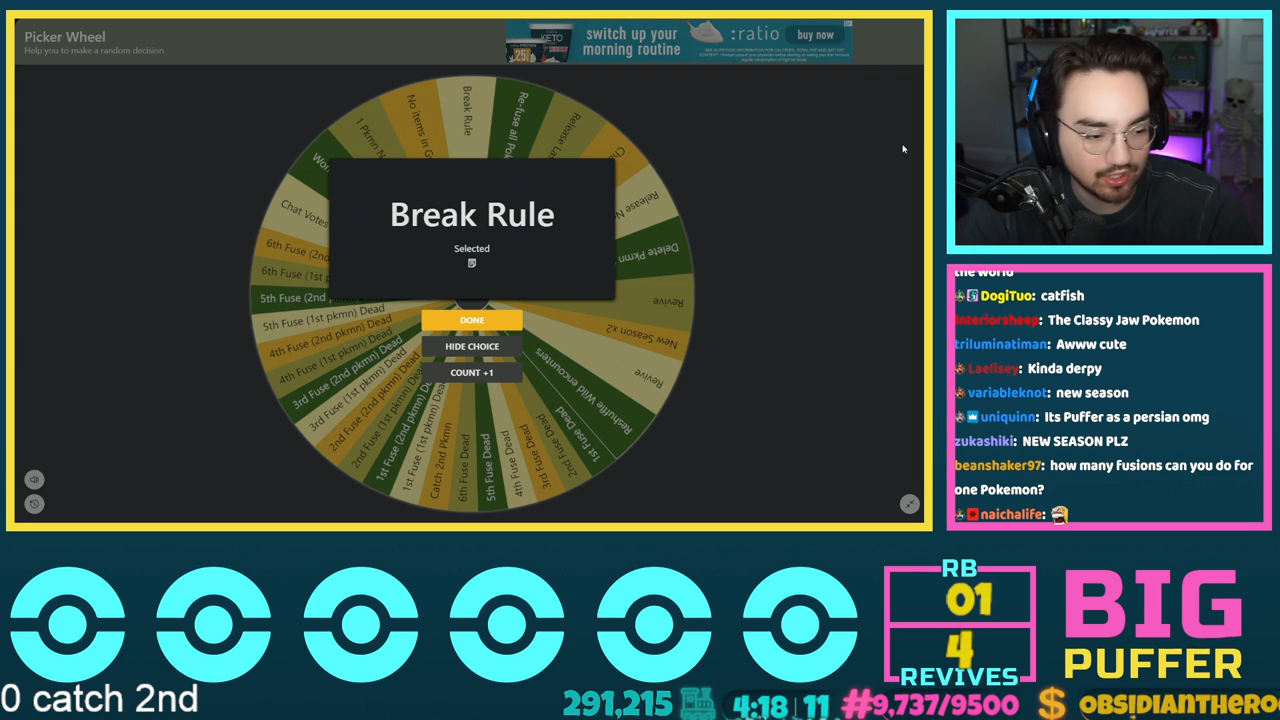 Picker Wheel
Help you to make a random decision
switch up your
morning routine
:ratio
buy now
KETO
25
No items in
Break Rule
Re-fuse all
Release
Release
Delete Pkmn
Revive
New Season x2
Revive
Reshuffle Wild encounters
1st Fuse Dead
2nd Fuse Dead
3rd Fuse Dead
4th Fuse Dead
5th Fuse Dead
6th Fuse Dead
Catch 2nd Pkmn
1st Fuse (1st pkmn) Dead
1st Fuse (2nd pkmn) Dead
2nd Fuse (1st pkmn) Dead
2nd Fuse (2nd pkmn) Dead
3rd Fuse (1st pkmn) Dead
3rd Fuse (2nd pkmn) Dead
4th Fuse (1st pkmn) Dead
4th Fuse (2nd pkmn) Dead
5th Fuse (1st pkmn) Dead
5th Fuse (2nd
6th Fuse (1st
6th Fuse (2nd
Chat Votes
1 Pkmn
Break Rule
Selected
DONE
HIDE CHOICE
COUNT +1
the world
DogiTuo: catfish
Interiorsheep: The Classy Jaw Pokemon
triluminatiman: Awww cute
Laelisey: Kinda derpy
variableknot: new season
uniquinn: Its Puffer as a persian omg
zukashiki: NEW SEASON PLZ
beanshaker97: how many fusions can you do for
one Pokemon?
naichalife:
RB
01
4
REVIVES
BIG
PUFFER
0 catch 2nd
291,215
4:18 | 11
#9,737/9500
$ OBSIDIANTHERO